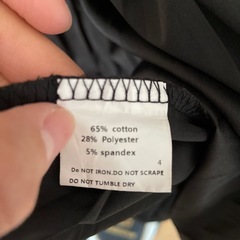 65% cotton
28% Polyester
5% spandex
4
Do NOT IRON.DO NOT SCRAPE
DO NOT TUMBLE DRY